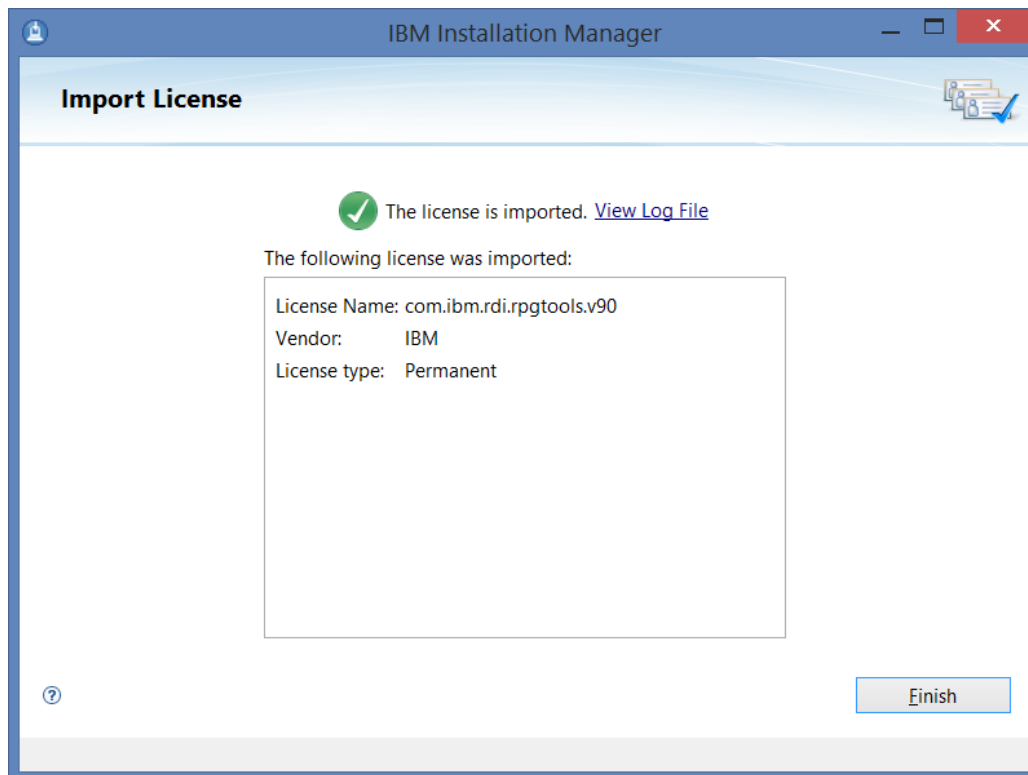 IBM Installation Manager
Import License
The license is imported. View Log File
The following license was imported:
License Name: com.ibm.rdi.rpgtools.v90
Vendor: IBM
License type: Permanent
?
Finish